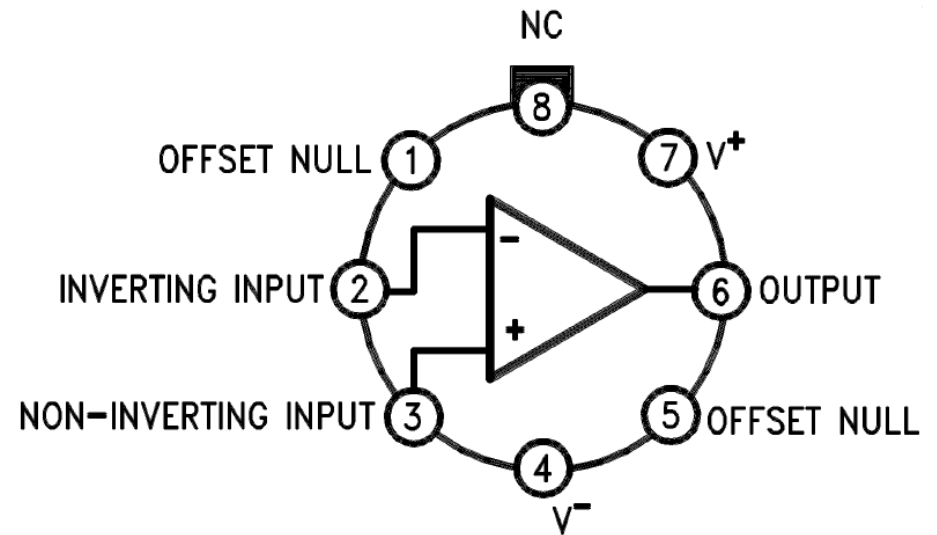 NC
8
OFFSET NULL 1
7 V+
-
INVERTING INPUT 2
6 OUTPUT
+
NON-INVERTING INPUT 3
5 OFFSET NULL
4
V-